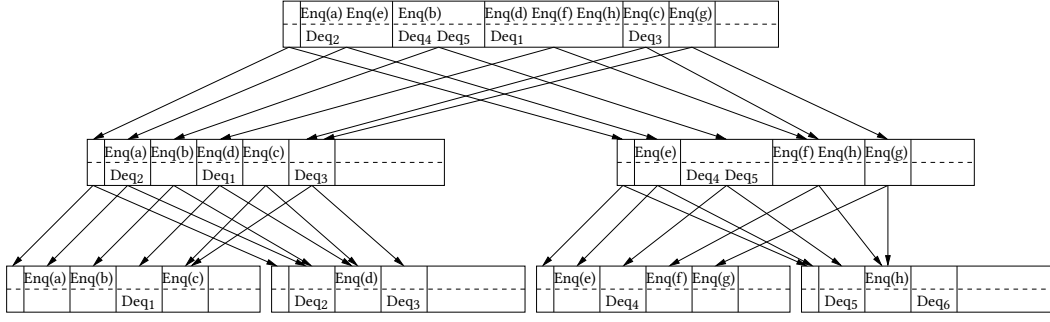 Enq(a) Enq(e) Enq(b) Enq(d) Enq(f) Enq(h) Enq(c) Enq(g)
Deq2 Deq4 Deq5 Deq1 Deq3
Enq(a) Enq(b) Enq(d) Enq(c) Enq(e) Enq(f) Enq(h) Enq(g)
Deq2 Deq1 Deq3 Deq4 Deq5
Enq(a) Enq(b) Enq(c) Enq(d) Enq(e) Enq(f) Enq(g) Enq(h)
Deq1 Deq2 Deq3 Deq4 Deq5 Deq6